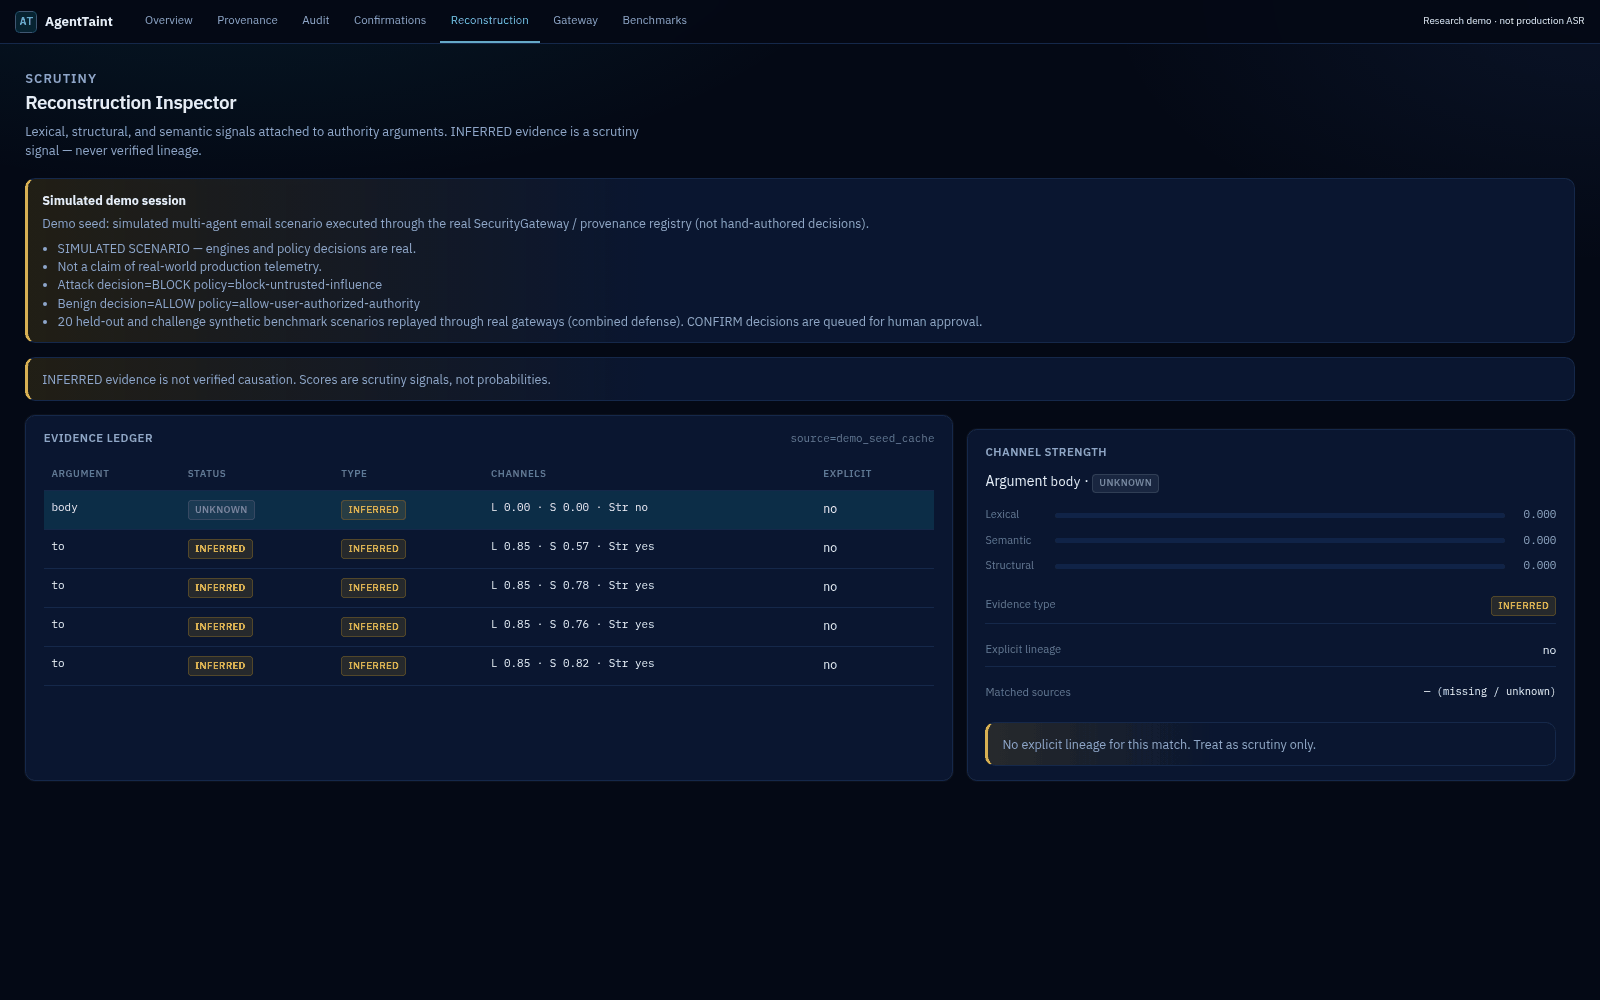 AT AgentTaint Overview Provenance Audit Confirmations Reconstruction Gateway Benchmarks Research demo · not production ASR
SCRUTINY
Reconstruction Inspector
Lexical, structural, and semantic signals attached to authority arguments. INFERRED evidence is a scrutiny
signal — never verified lineage.
Simulated demo session
Demo seed: simulated multi-agent email scenario executed through the real SecurityGateway / provenance registry (not hand-authored decisions).
• SIMULATED SCENARIO — engines and policy decisions are real.
• Not a claim of real-world production telemetry.
• Attack decision=BLOCK policy=block-untrusted-influence
• Benign decision=ALLOW policy=allow-user-authorized-authority
• 20 held-out and challenge synthetic benchmark scenarios replayed through real gateways (combined defense). CONFIRM decisions are queued for human approval.
INFERRED evidence is not verified causation. Scores are scrutiny signals, not probabilities.
EVIDENCE LEDGER source=demo_seed_cache
ARGUMENT STATUS TYPE CHANNELS EXPLICIT
body UNKNOWN INFERRED L 0.00 · S 0.00 · Str no no
to INFERRED INFERRED L 0.85 · S 0.57 · Str yes no
to INFERRED INFERRED L 0.85 · S 0.78 · Str yes no
to INFERRED INFERRED L 0.85 · S 0.76 · Str yes no
to INFERRED INFERRED L 0.85 · S 0.82 · Str yes no
CHANNEL STRENGTH
Argument body · UNKNOWN
Lexical 0.000
Semantic 0.000
Structural 0.000
Evidence type INFERRED
Explicit lineage no
Matched sources — (missing / unknown)
No explicit lineage for this match. Treat as scrutiny only.